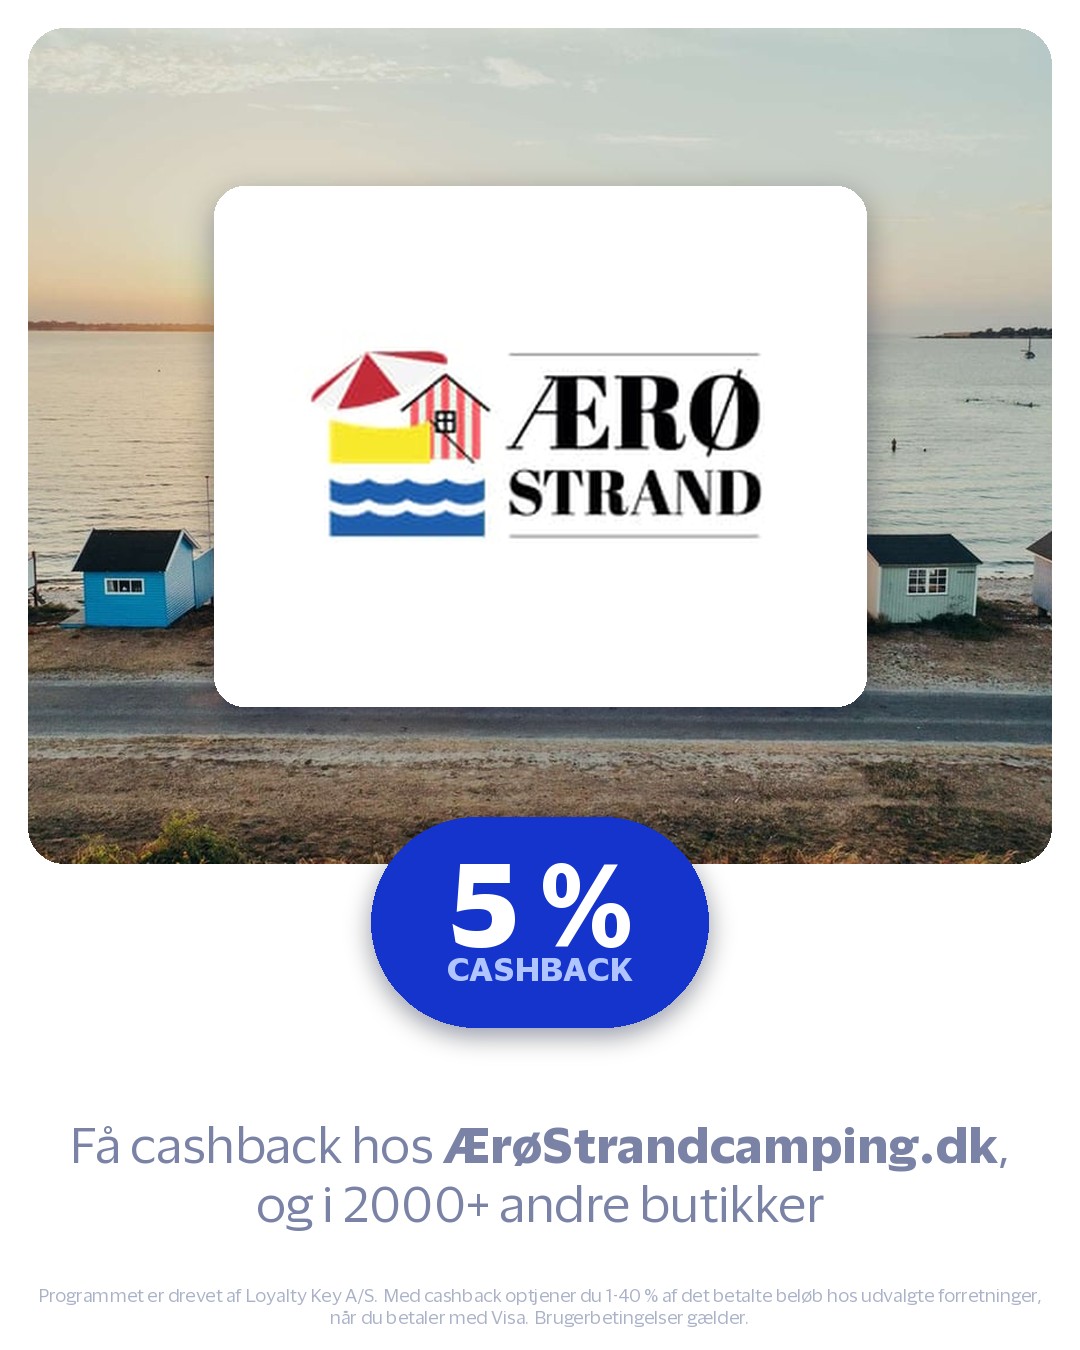 ÆRØ
STRAND
5 %
CASHBACK
Få cashback hos ÆrøStrandcamping.dk,
og i 2000+ andre butikker
Programmet er drevet af Loyalty Key A/S. Med cashback optjener du 1-40 % af det betalte beløb hos udvalgte forretninger,
når du betaler med Visa. Brugerbetingelser gælder.